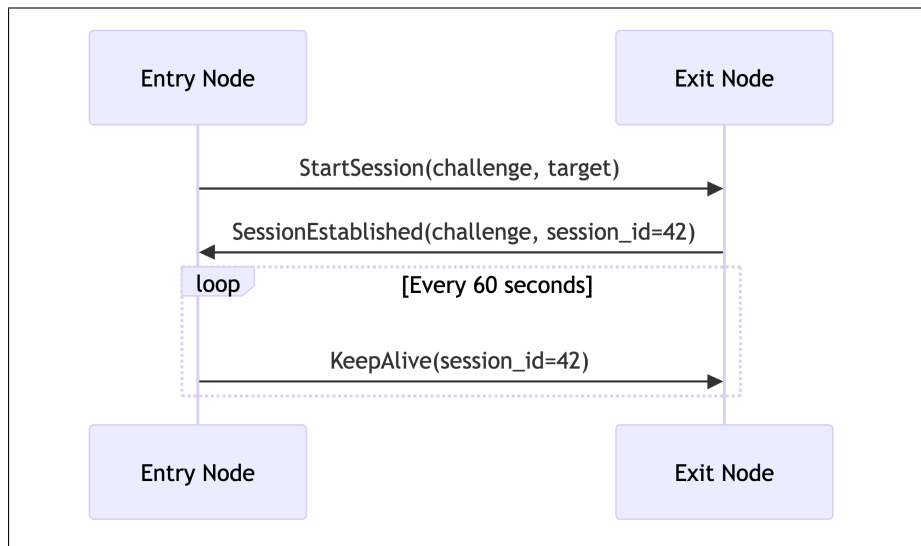 Entry Node
Exit Node
StartSession(challenge, target)
SessionEstablished(challenge, session_id=42)
loop
[Every 60 seconds]
KeepAlive(session_id=42)
Entry Node
Exit Node